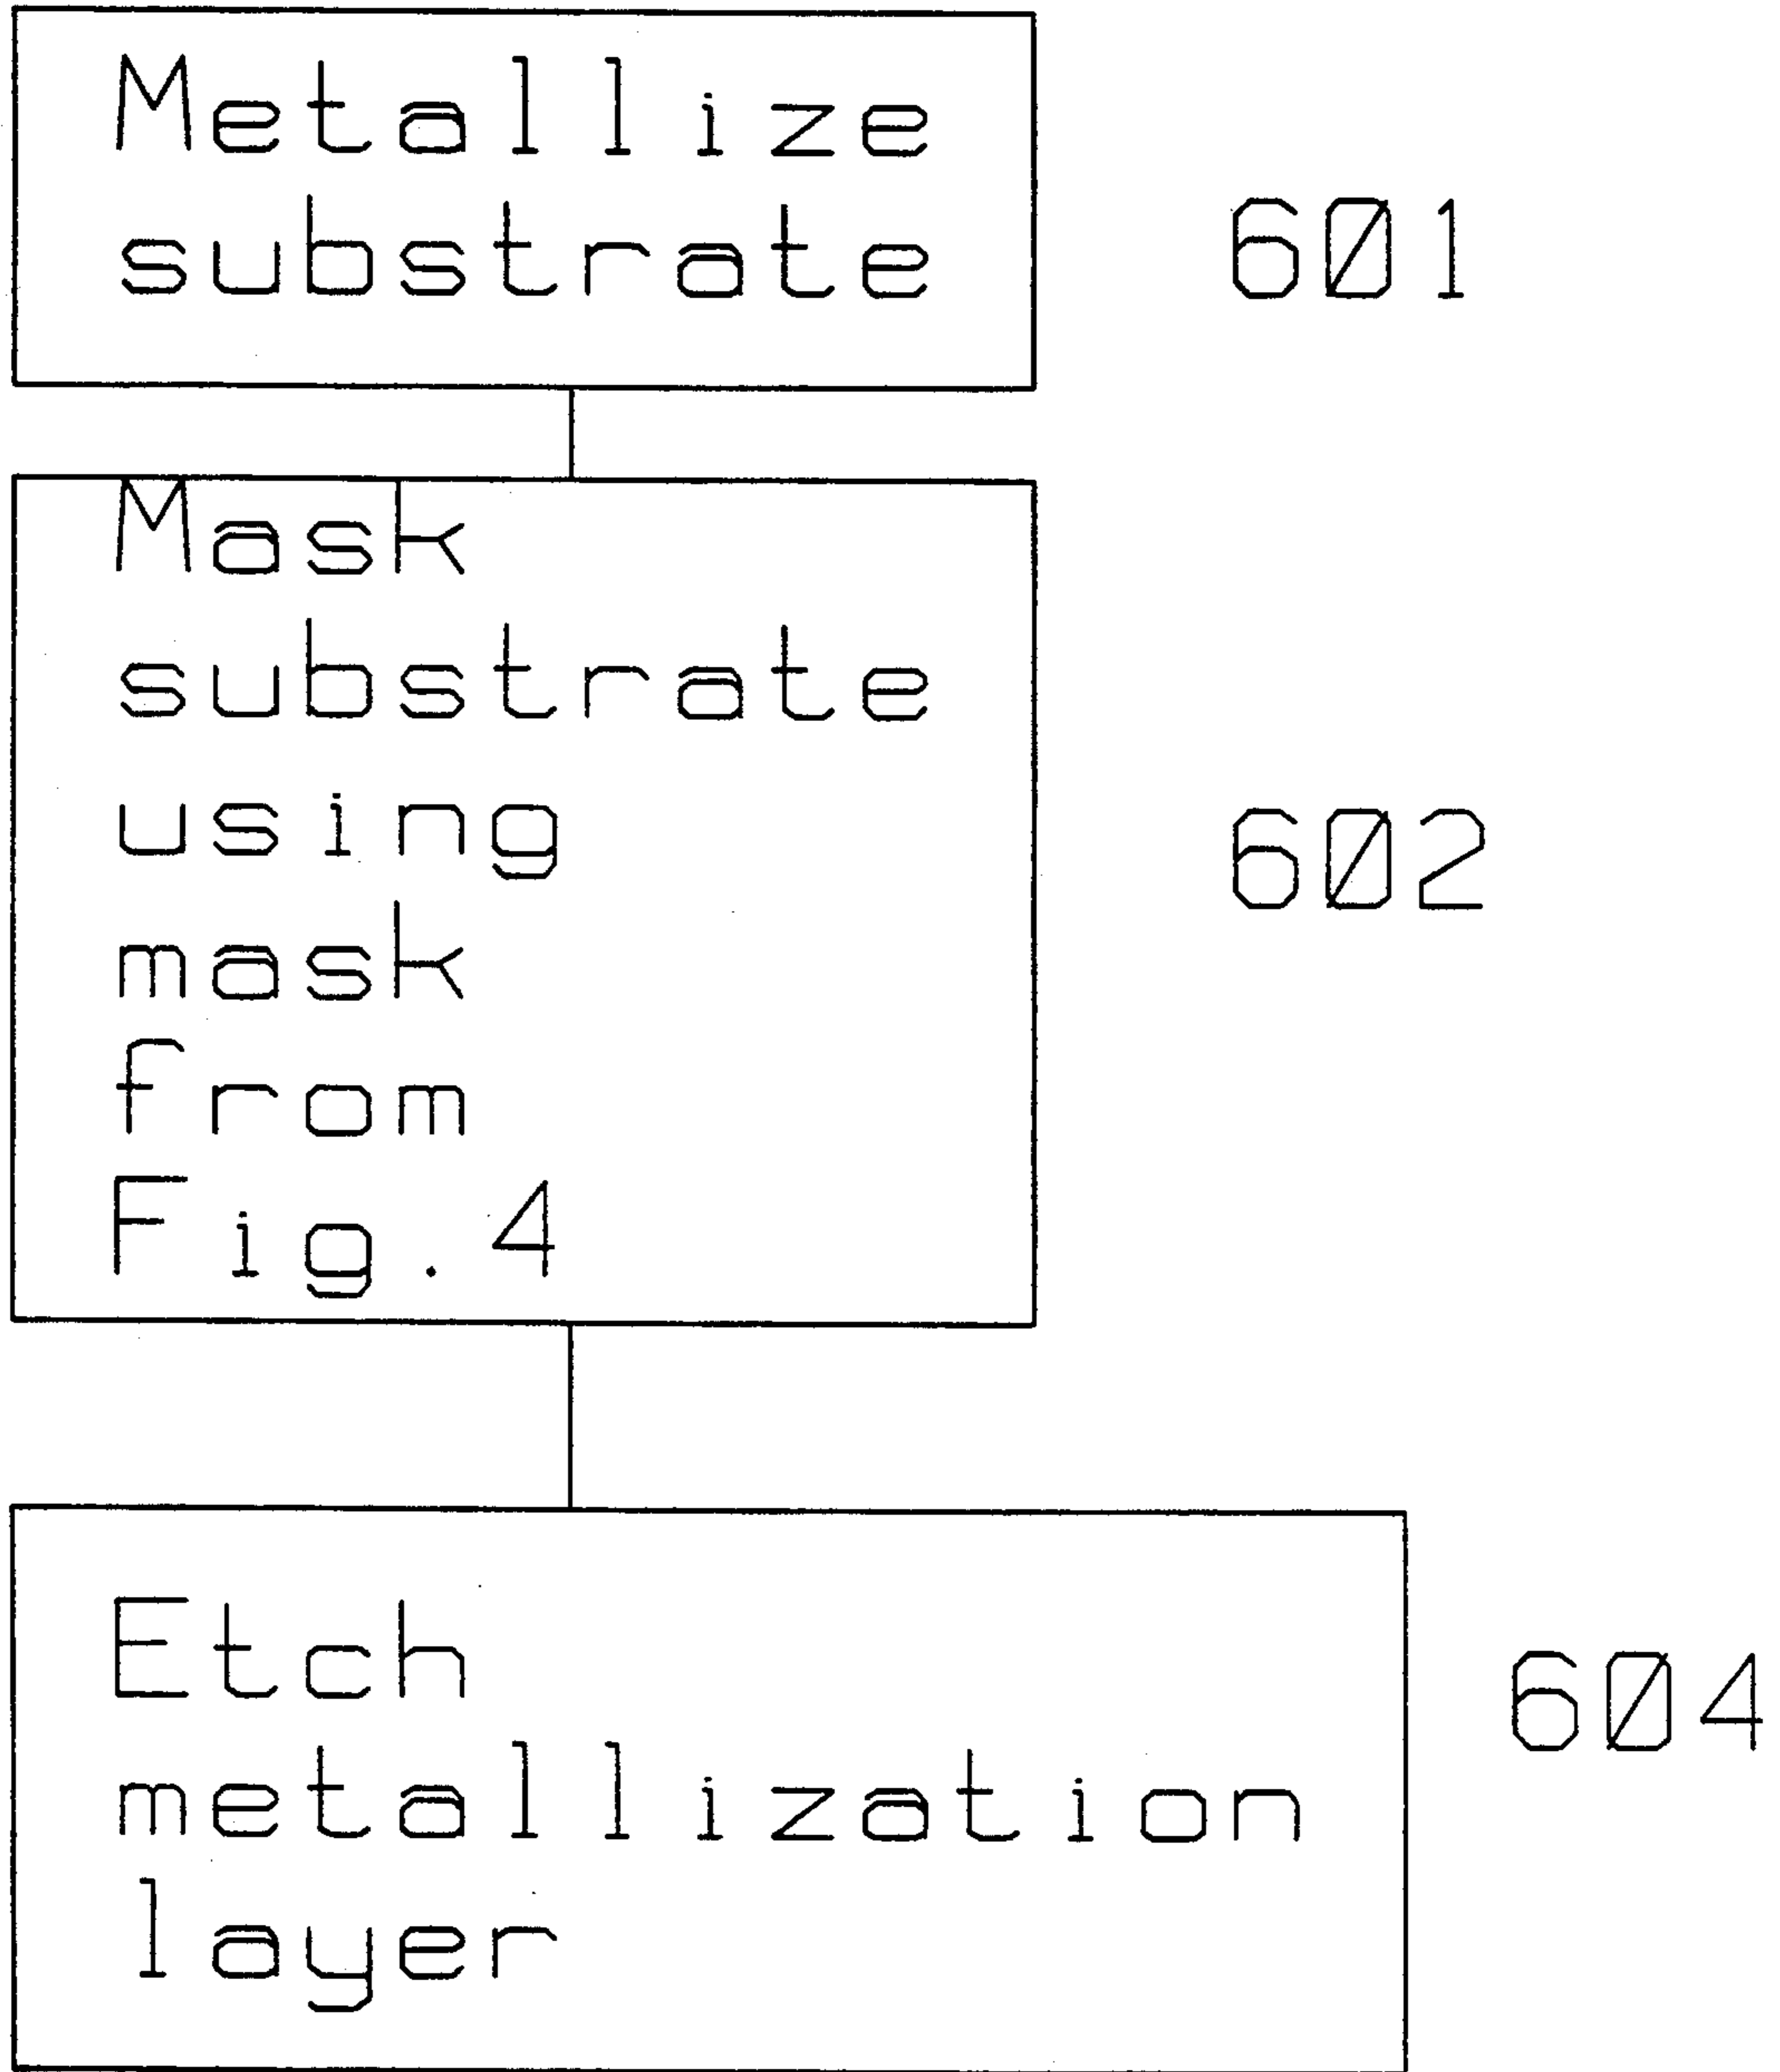 Metallize
substrate
601
Mask
substrate
using
mask
from
Fig.4
602
Etch
metallization
layer
604